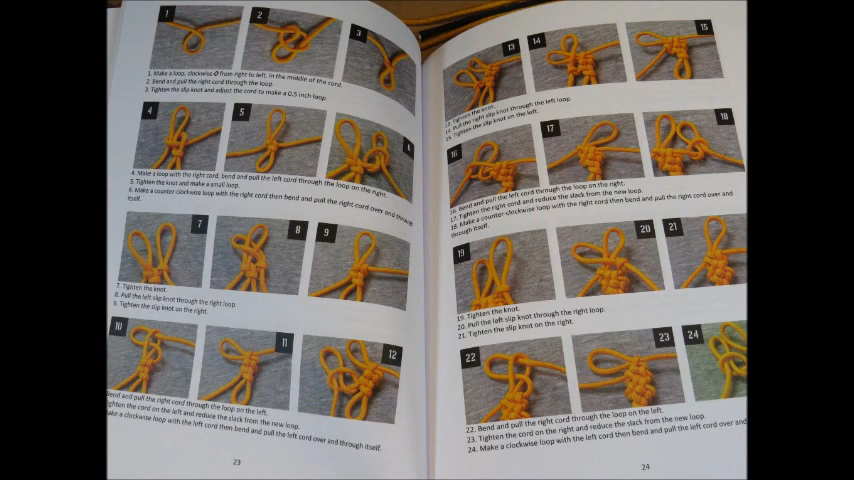 1
2
3
1. Make a loop, clockwise O from right to left, in the middle of the cord.
2. Bend and pull the right cord through the loop.
3. Tighten the slip knot and adjust the cord to make a 0.5 inch loop.
4
5
6
4. Make a loop with the right cord, bend and pull the left cord through the loop on the right.
5. Tighten the knot and make a small loop.
6. Make a counter-clockwise loop with the right cord then bend and pull the right cord over and through
itself.
7
8
9
7. Tighten the knot.
8. Pull the left slip knot through the right loop.
9. Tighten the slip knot on the right.
10
11
12
Bend and pull the right cord through the loop on the left.
ghten the cord on the left and reduce the slack from the new loop.
ake a clockwise loop with the left cord then bend and pull the left cord over and through itself.
23
13
14
15
13. Tighten the knot.
14. Pull the right slip knot through the left loop.
15. Tighten the slip knot on the left.
16
17
18
16. Bend and pull the left cord through the loop on the right.
17. Tighten the right cord and reduce the slack from the new loop.
18. Make a counter-clockwise loop with the right cord then bend and pull the right cord over and
through itself.
19
20
21
19. Tighten the knot.
20. Pull the left slip knot through the right loop.
21. Tighten the slip knot on the right.
22
23
24
22. Bend and pull the right cord through the loop on the left.
23. Tighten the cord on the right and reduce the slack from the new loop.
24. Make a clockwise loop with the left cord then bend and pull the left cord over and
24